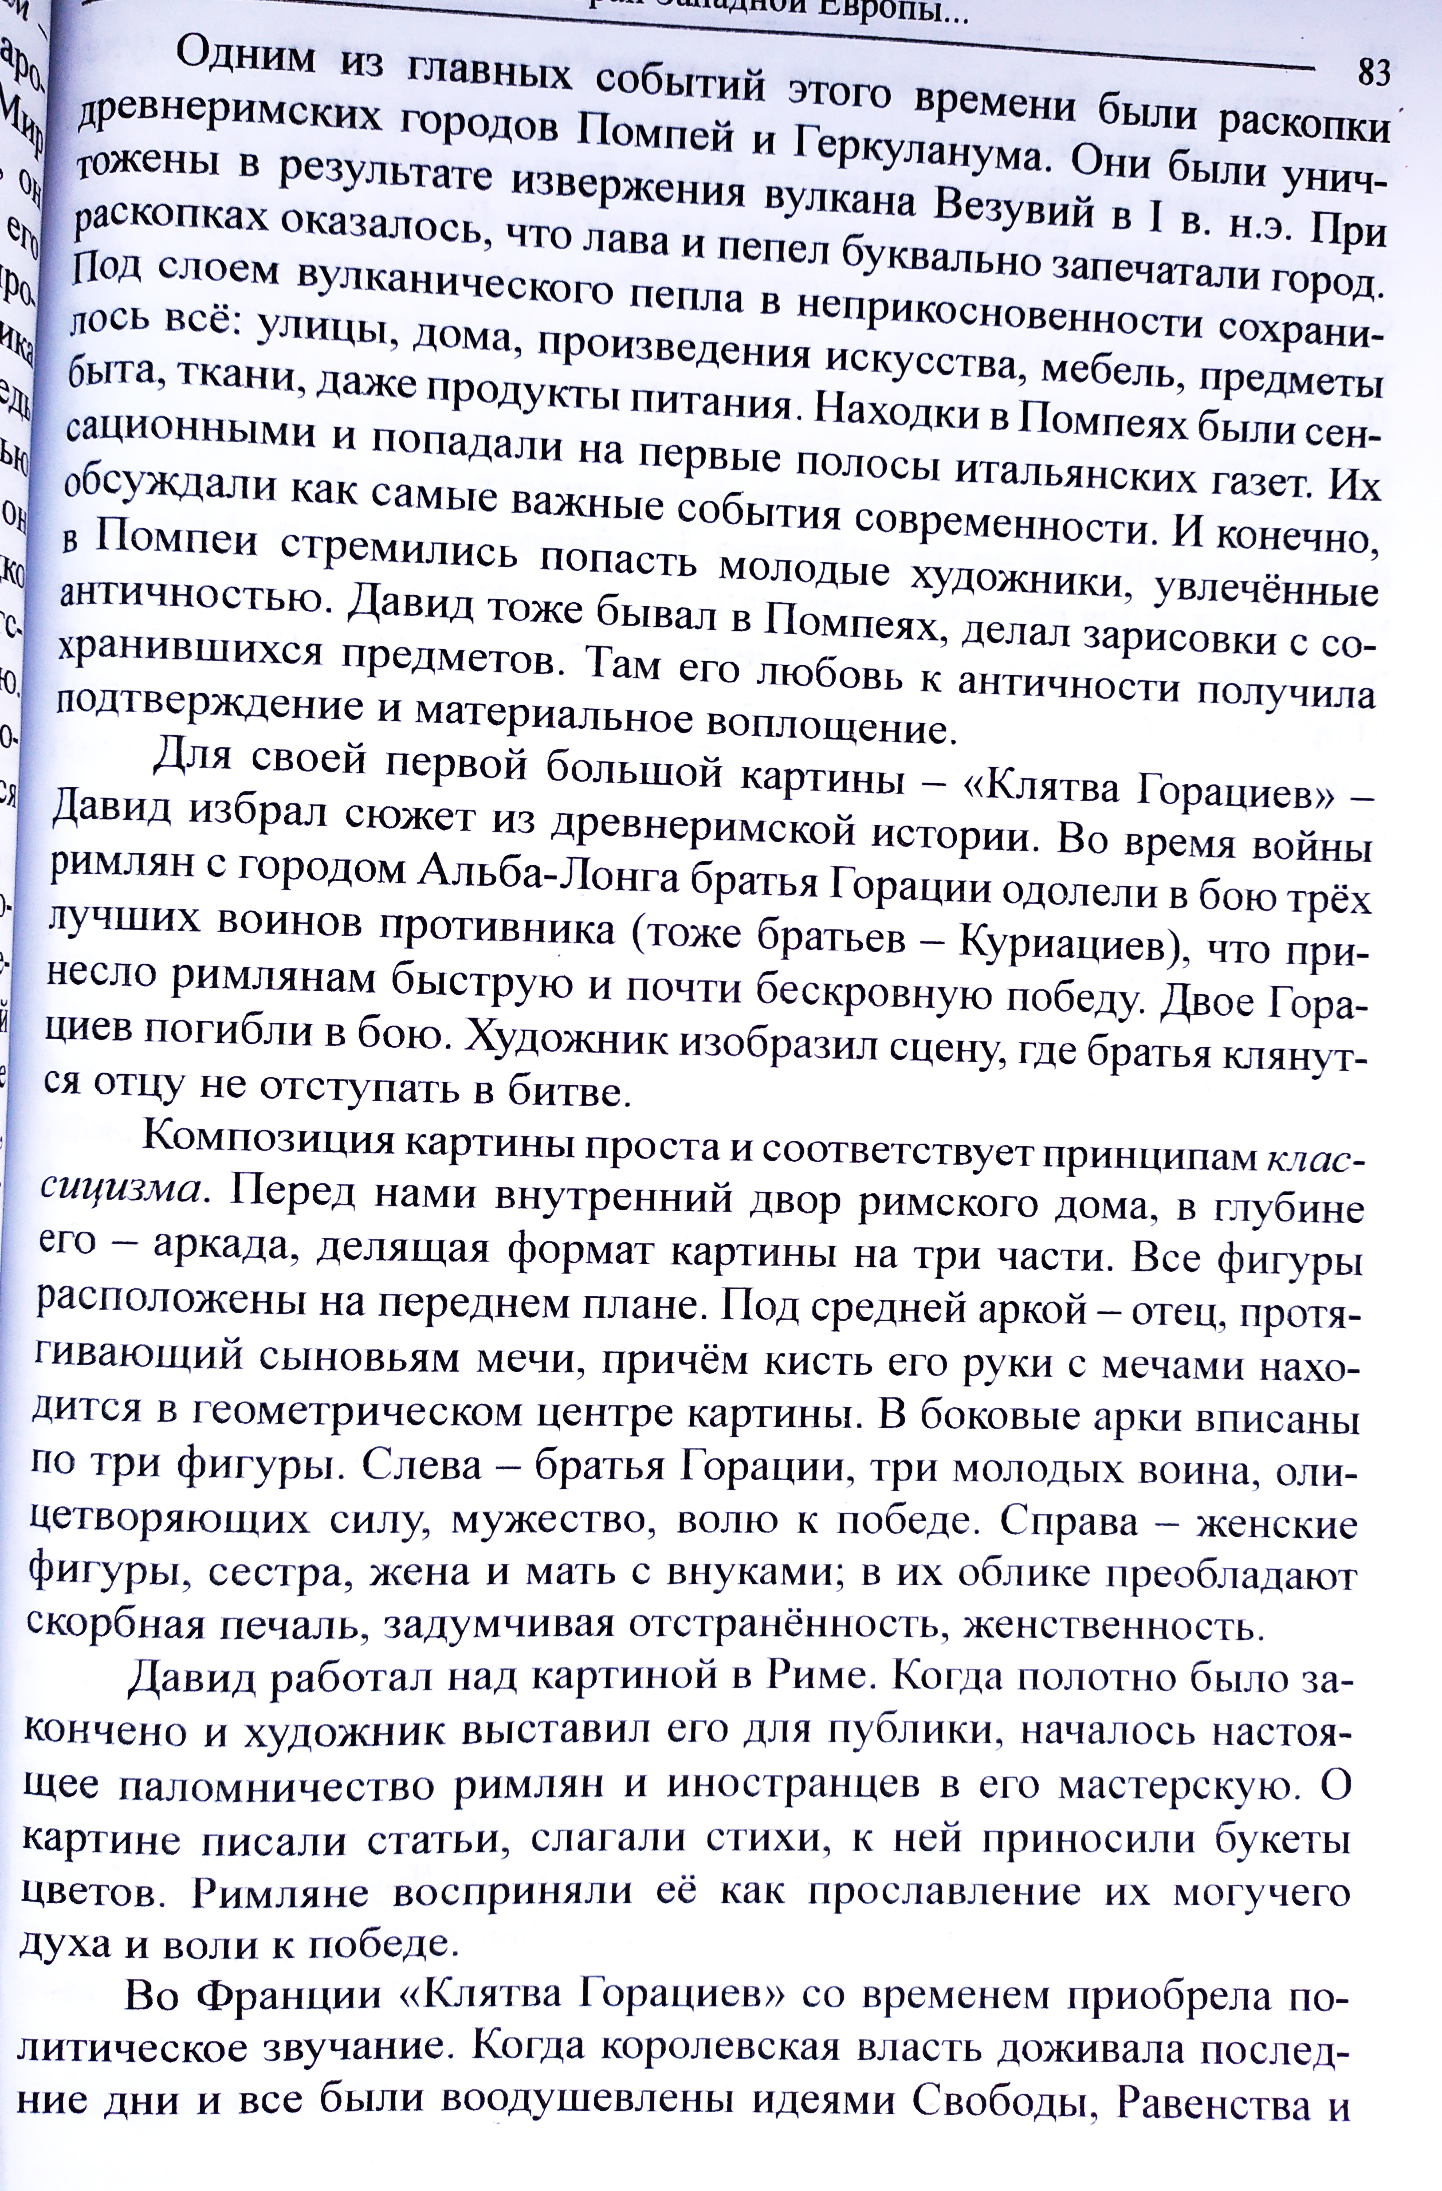 Западной Европы...
83
Одним из главных событий этого времени были раскопки
древнеримских городов Помпей и Геркуланума. Они были унич-
тожены в результате извержения вулкана Везувий в I в. н.э. При
раскопках оказалось, что лава и пепел буквально запечатали город.
Под слоем вулканического пепла в неприкосновенности сохрани-
лось всё: улицы, дома, произведения искусства, мебель, предметы
быта, ткани, даже продукты питания. Находки в Помпеях были сен-
сационными и попадали на первые полосы итальянских газет. Их
обсуждали как самые важные события современности. И конечно,
в Помпеи стремились попасть молодые художники, увлечённые
античностью. Давид тоже бывал в Помпеях, делал зарисовки с со-
хранившихся предметов. Там его любовь к античности получила
подтверждение и материальное воплощение.
Для своей первой большой картины – «Клятва Горациев» –
Давид избрал сюжет из древнеримской истории. Во время войны
римлян с городом Альба-Лонга братья Горации одолели в бою трёх
лучших воинов противника (тоже братьев – Куриациев), что при-
несло римлянам быструю и почти бескровную победу. Двое Гора-
циев погибли в бою. Художник изобразил сцену, где братья клянут-
ся отцу не отступать в битве.
Композиция картины проста и соответствует принципам клас-
сицизма. Перед нами внутренний двор римского дома, в глубине
его – аркада, делящая формат картины на три части. Все фигуры
расположены на переднем плане. Под средней аркой – отец, протя-
гивающий сыновьям мечи, причём кисть его руки с мечами нахо-
дится в геометрическом центре картины. В боковые арки вписаны
по три фигуры. Слева – братья Горации, три молодых воина, оли-
цетворяющих силу, мужество, волю к победе. Справа – женские
фигуры, сестра, жена и мать с внуками; в их облике преобладают
скорбная печаль, задумчивая отстранённость, женственность.
Давид работал над картиной в Риме. Когда полотно было за-
кончено и художник выставил его для публики, началось настоя-
щее паломничество римлян и иностранцев в его мастерскую. О
картине писали статьи, слагали стихи, к ней приносили букеты
цветов. Римляне восприняли её как прославление их могучего
духа и воли к победе.
Во Франции «Клятва Горациев» со временем приобрела по-
литическое звучание. Когда королевская власть доживала послед-
ние дни и все были воодушевлены идеями Свободы, Равенства и